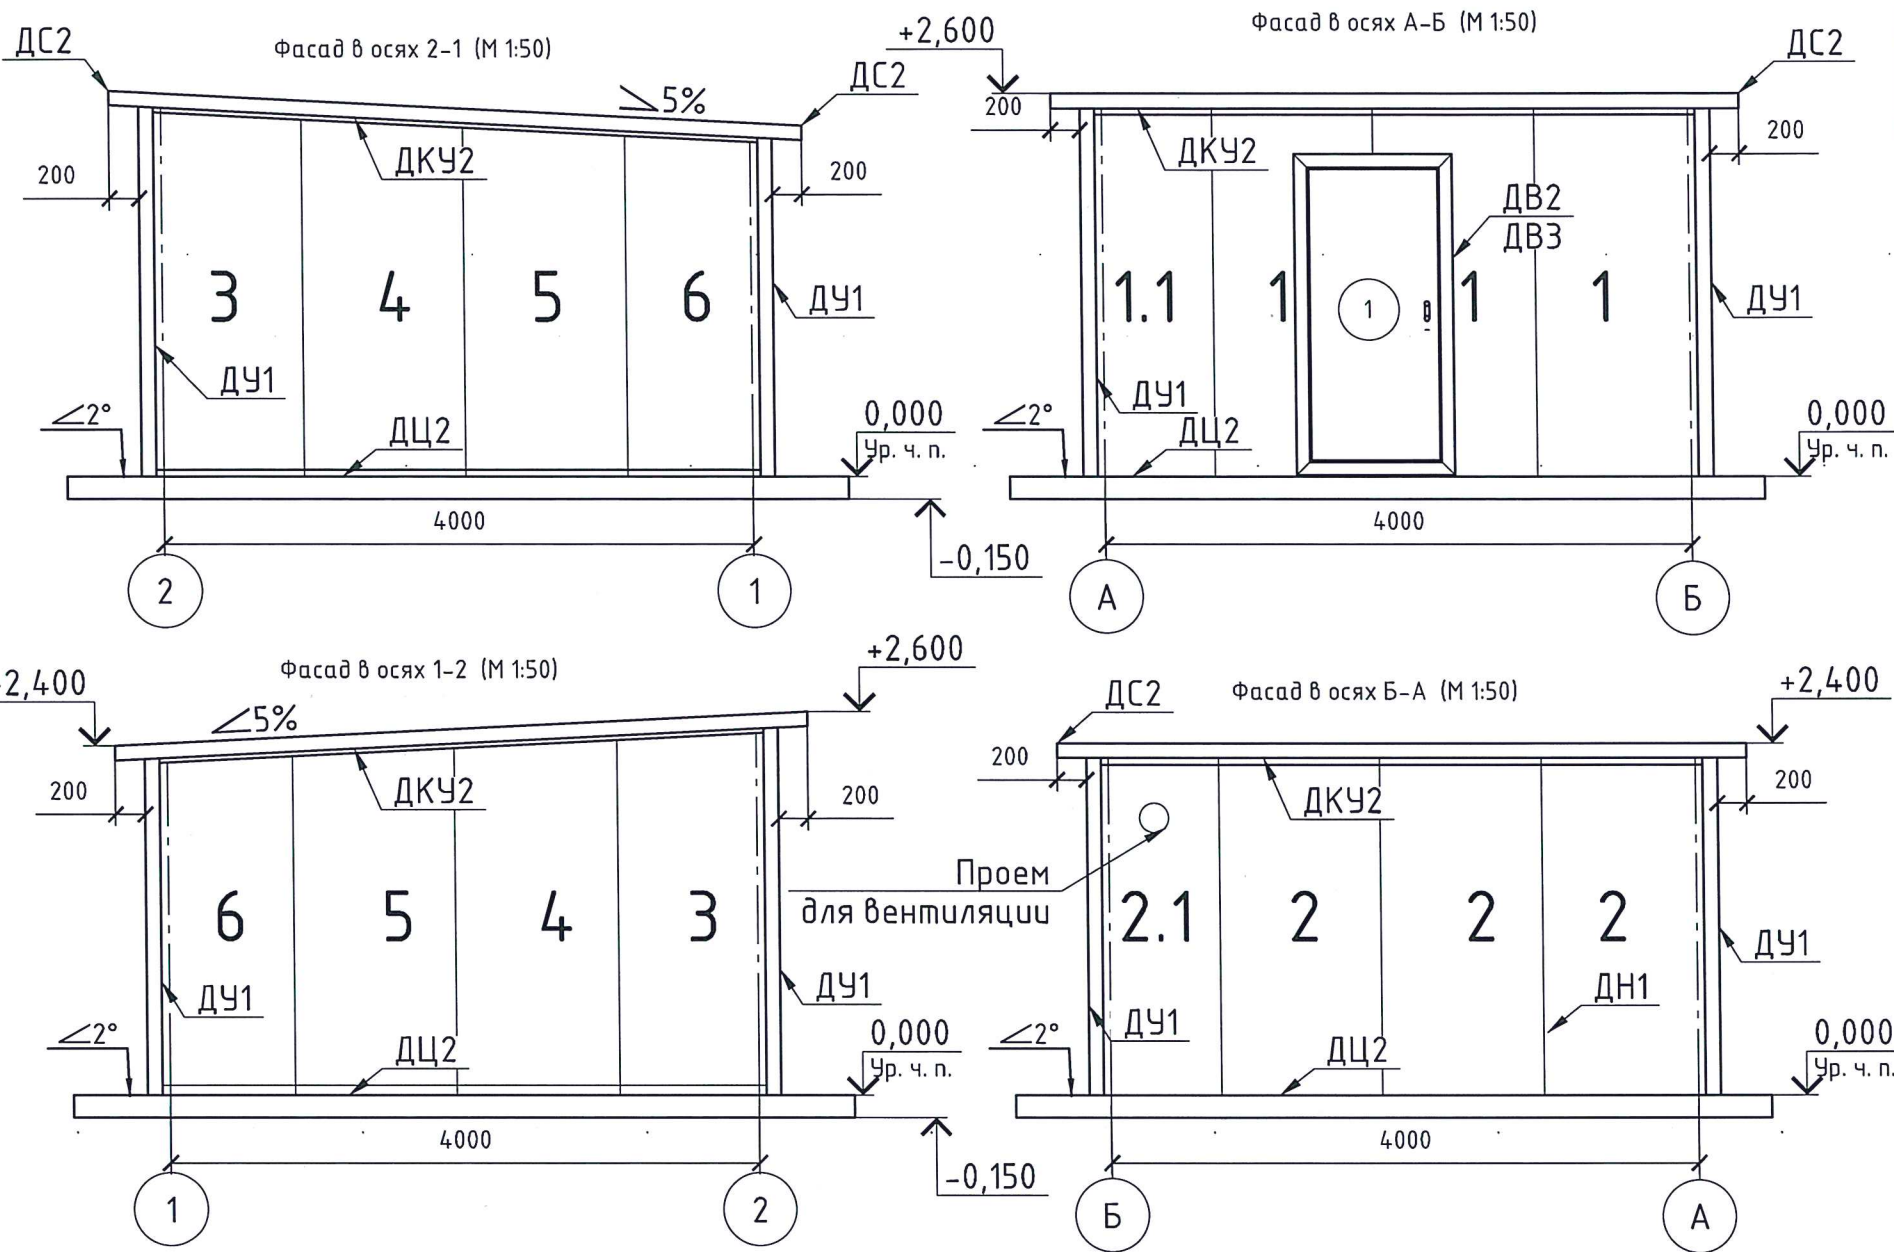 Фасад в осях 2-1 (М 1:50)
ДС2
ДС2
5%
ДКУ2
200
200
3
4
5
6
ДУ1
ДУ1
2°
ДЦ2
0,000
Ур. ч. п.
4000
-0,150
2
1
Фасад в осях А-Б (М 1:50)
+2,600
ДС2
200
200
ДКУ2
ДВ2
ДВ3
1.1
1
1
1
1
ДУ1
ДУ1
2°
ДЦ2
0,000
Ур. ч. п.
4000
А
Б
Фасад в осях 1-2 (М 1:50)
2,400
+2,600
5%
ДКУ2
200
200
6
5
4
3
ДУ1
ДУ1
2°
ДЦ2
0,000
Ур. ч. п.
4000
-0,150
1
2
Фасад в осях Б-А (М 1:50)
ДС2
+2,400
200
200
ДКУ2
Проем
для вентиляции
2.1
2
2
2
ДУ1
ДН1
ДУ1
2°
ДЦ2
0,000
Ур. ч. п.
4000
Б
А